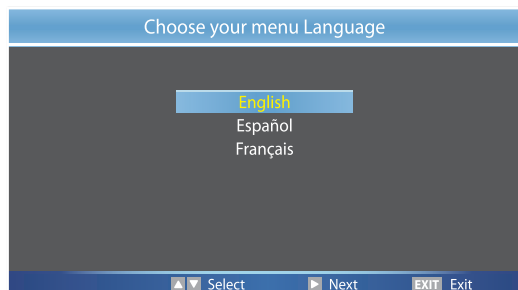 Choose your menu Language
English
Español
Français
Select Next EXIT Exit